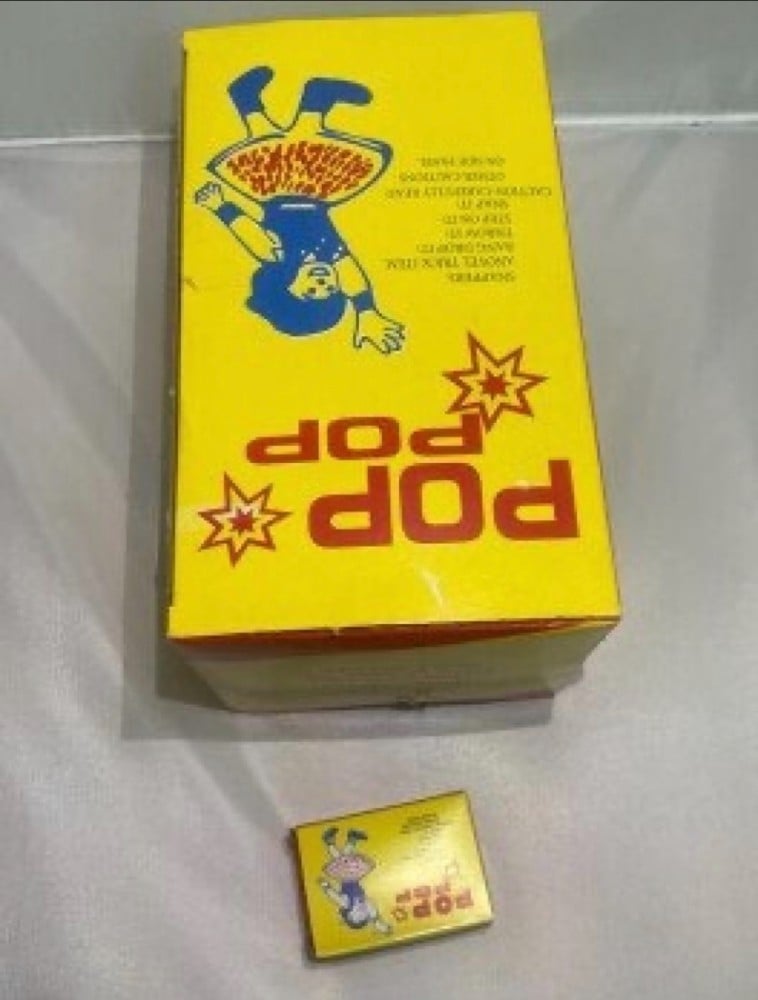 POP
POP
SNAPPERS.
A NOVEL TRICK ITEM.
BANG DROP IT!
THROW IT!
STEP ON IT!
SNAP IT!
CAUTION: CAREFULLY READ
OTHER CAUTIONS
ON SIDE PANEL.
POP
POP